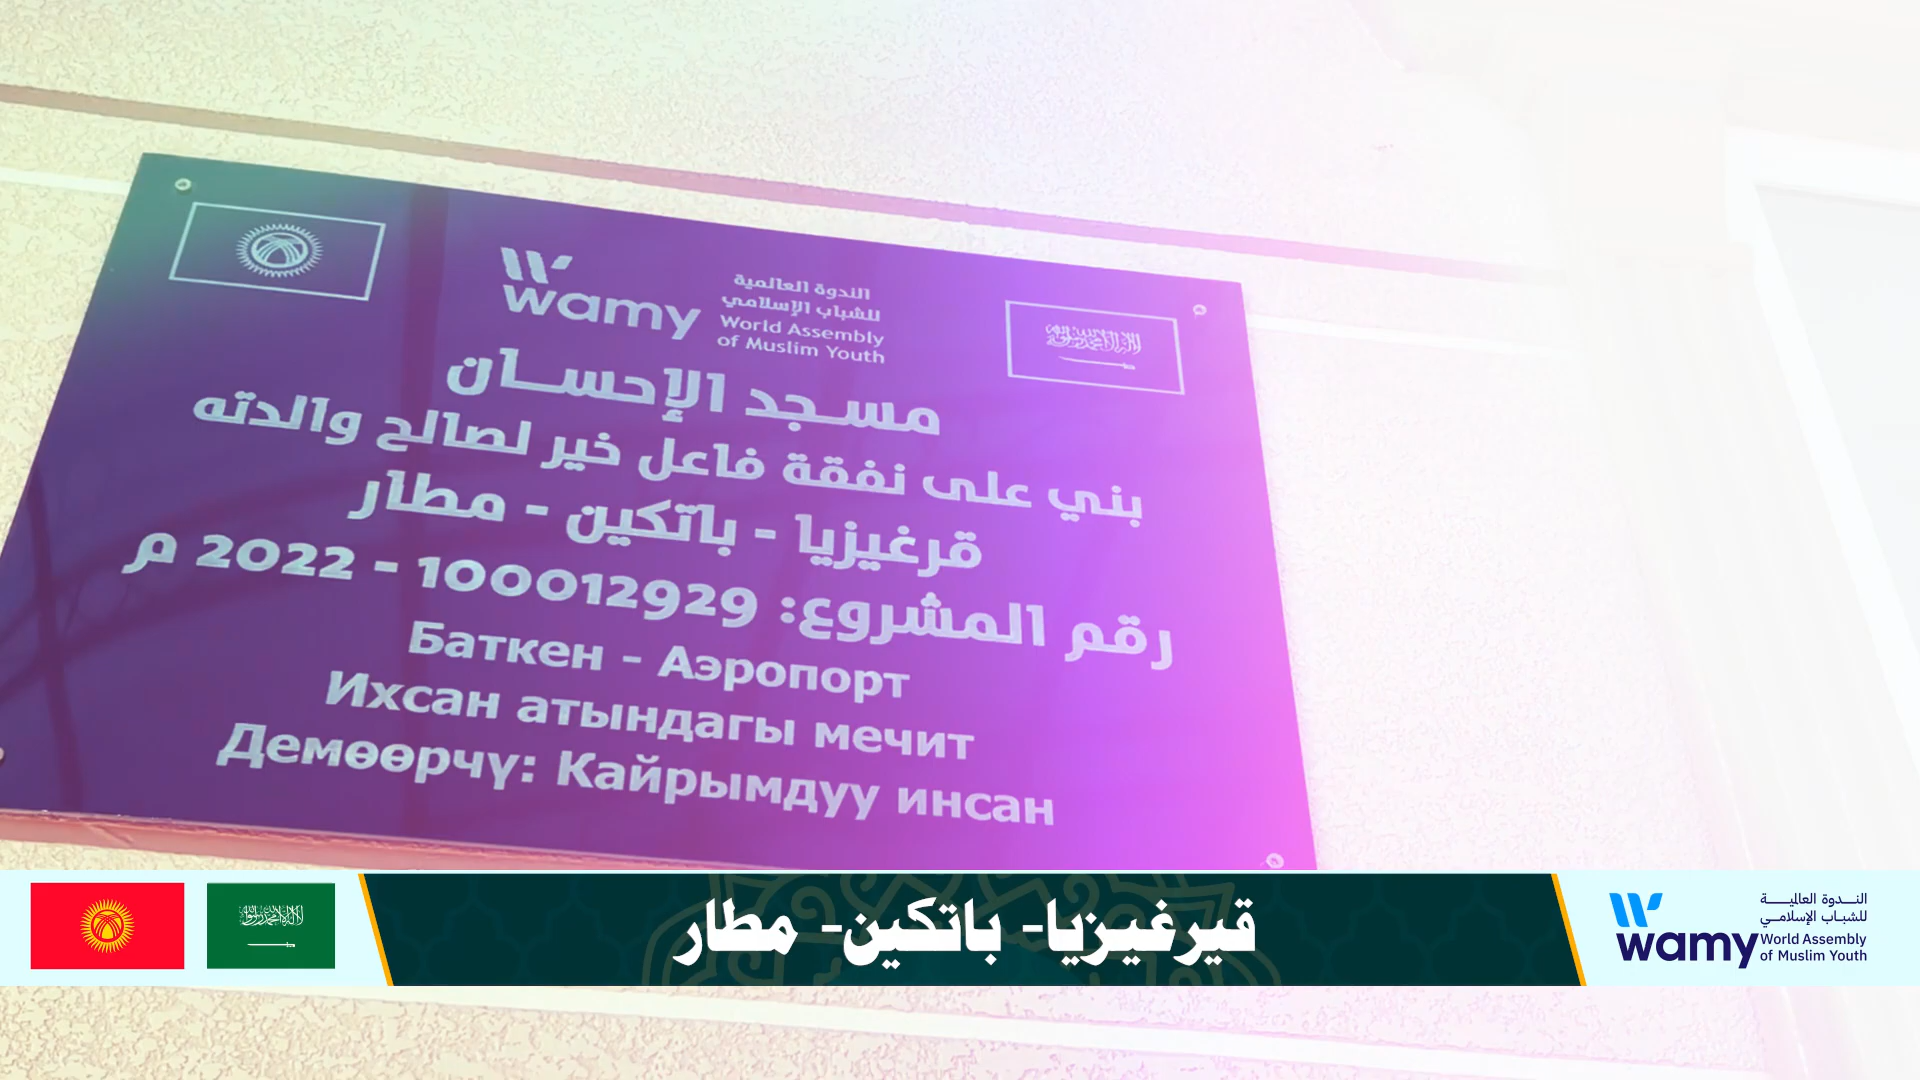 wamy
الندوة العالمية
للشباب الإسلامي
World Assembly
of Muslim Youth
مسجد الإحسان
بني على نفقة فاعل خير لصالح والدته
قرغيزيا - باتكين - مطار
رقم المشروع: 100012929 - 2022 م
Баткен - Аэропорт
Ихсан атындагы мечит
Демөөрчү: Кайрымдуу инсан
قيرغيزيا- باتكين- مطار
wamy
الندوة العالمية
للشباب الإسلامي
World Assembly
of Muslim Youth